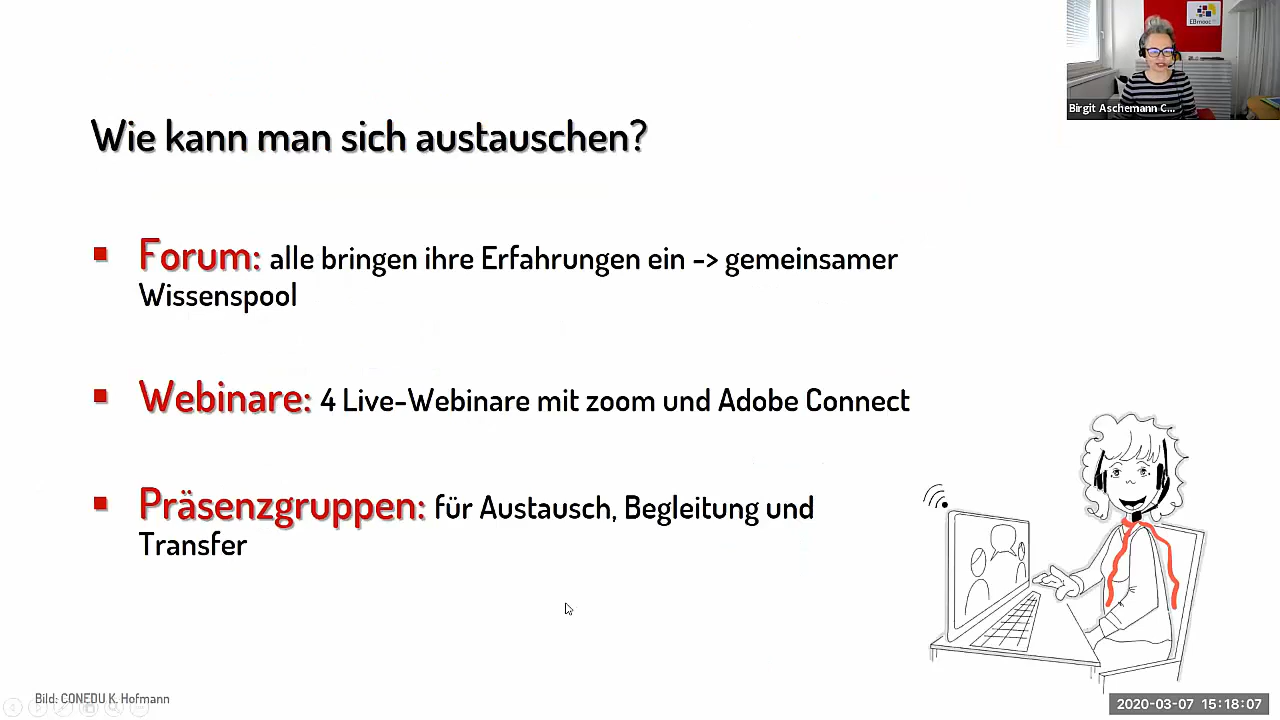 EBmooc
Birgit Aschemann C...
Wie kann man sich austauschen?
Forum: alle bringen ihre Erfahrungen ein -> gemeinsamer
Wissenspool
Webinare: 4 Live-Webinare mit zoom und Adobe Connect
Präsenzgruppen: für Austausch, Begleitung und
Transfer
Bild: CONEDU K. Hofmann
2020-03-07 15:18:07